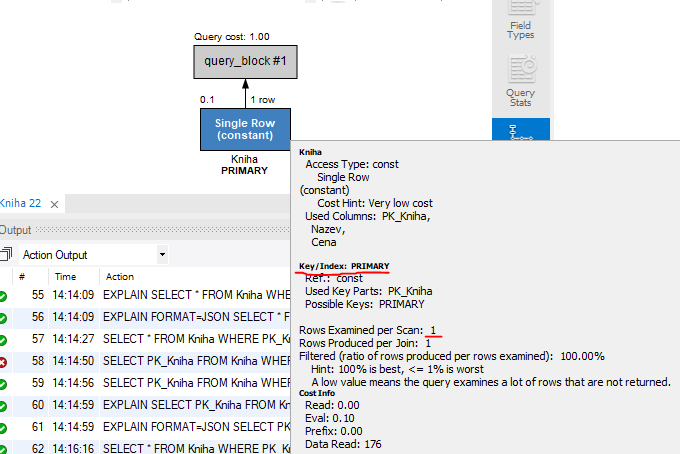 Field
Types
Query cost: 1.00
query_block #1
Query
Stats
0.1 1 row
Single Row
(constant)
Kniha
PRIMARY
Kniha
Access Type: const
Single Row
(constant)
Cost Hint: Very low cost
Used Columns: PK_Kniha,
Nazev,
Cena
Key/Index: PRIMARY
Ref.: const
Used Key Parts: PK_Kniha
Possible Keys: PRIMARY
Rows Examined per Scan: 1
Rows Produced per Join: 1
Filtered (ratio of rows produced per rows examined): 100.00%
Hint: 100% is best, <= 1% is worst
A low value means the query examines a lot of rows that are not returned.
Cost Info
Read: 0.00
Eval: 0.10
Prefix: 0.00
Data Read: 176
Kniha 22
Output
Action Output
# Time Action
55 14:14:09 EXPLAIN SELECT * FROM Kniha WHE
56 14:14:09 EXPLAIN FORMAT=JSON SELECT * F
57 14:14:27 SELECT * FROM Kniha WHERE PK_Kn
58 14:14:50 SELECT PK_Kniha FROM Kniha WHER
59 14:14:56 SELECT PK_Kniha FROM Kniha WHER
60 14:14:59 EXPLAIN SELECT PK_Kniha FROM Kni
61 14:14:59 EXPLAIN FORMAT=JSON SELECT PK
62 14:16:16 SELECT * FROM Kniha WHERE PK_Kn